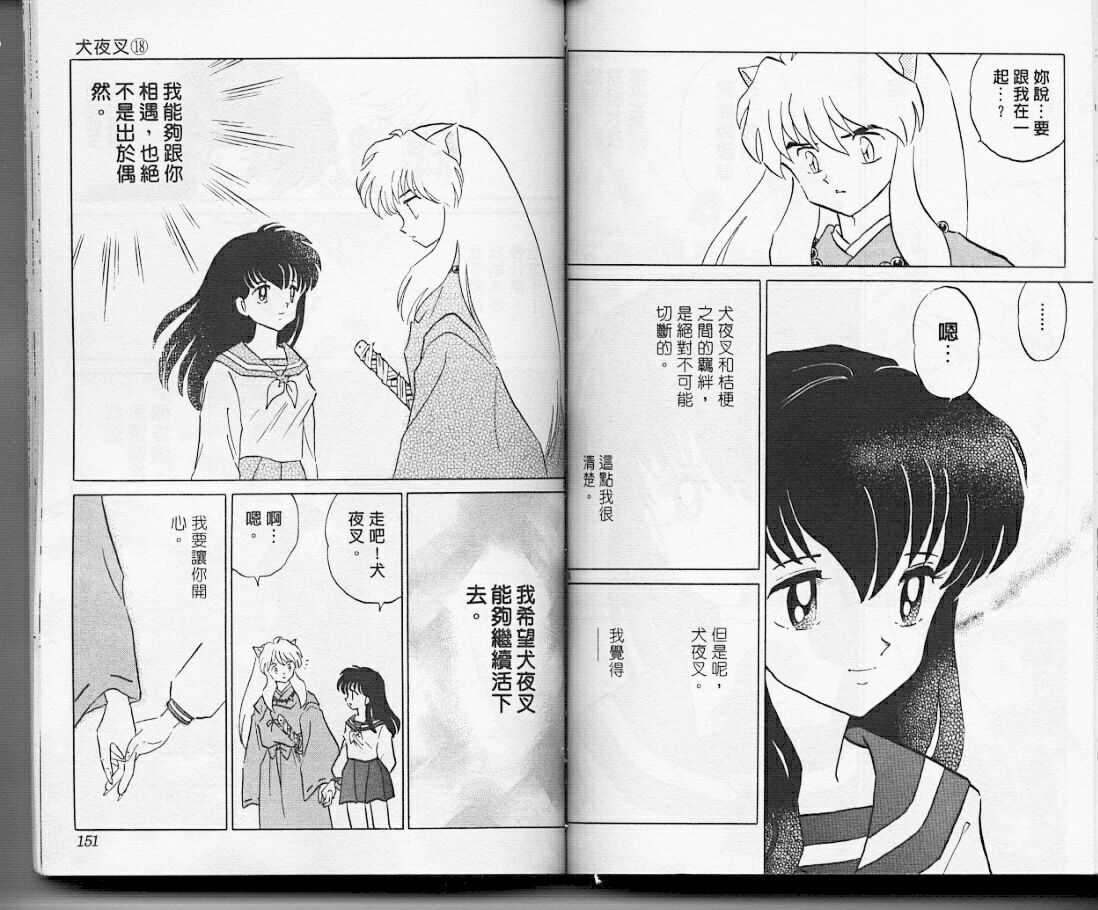 妳說…要
跟我在一
起…?
……
嗯…
犬夜叉和桔梗
之間的羈絆，
是絕對不可能
切斷的。
這點我很
清楚。
但是呢，
犬夜叉。
我覺得
——
犬夜叉⑱
我能夠跟你
相遇，也絕
不是出於偶
然。
我希望犬夜叉
能夠繼續活下
去。
走吧！犬
夜叉。
啊…
嗯。
我要讓你開
心。
151